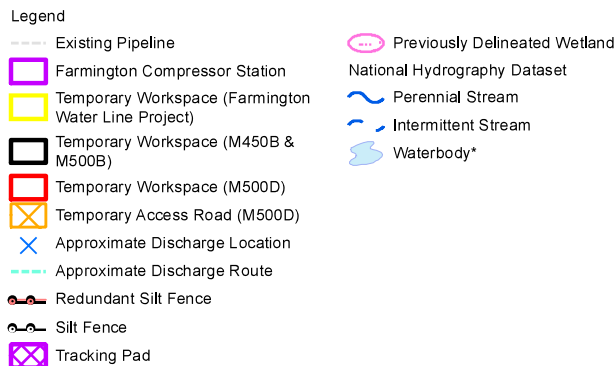 Legend
Existing Pipeline
Farmington Compressor Station
Temporary Workspace (Farmington
Water Line Project)
Temporary Workspace (M450B &
M500B)
Temporary Workspace (M500D)
Temporary Access Road (M500D)
Approximate Discharge Location
Approximate Discharge Route
Redundant Silt Fence
Silt Fence
Tracking Pad
Previously Delineated Wetland
National Hydrography Dataset
Perennial Stream
Intermittent Stream
Waterbody*